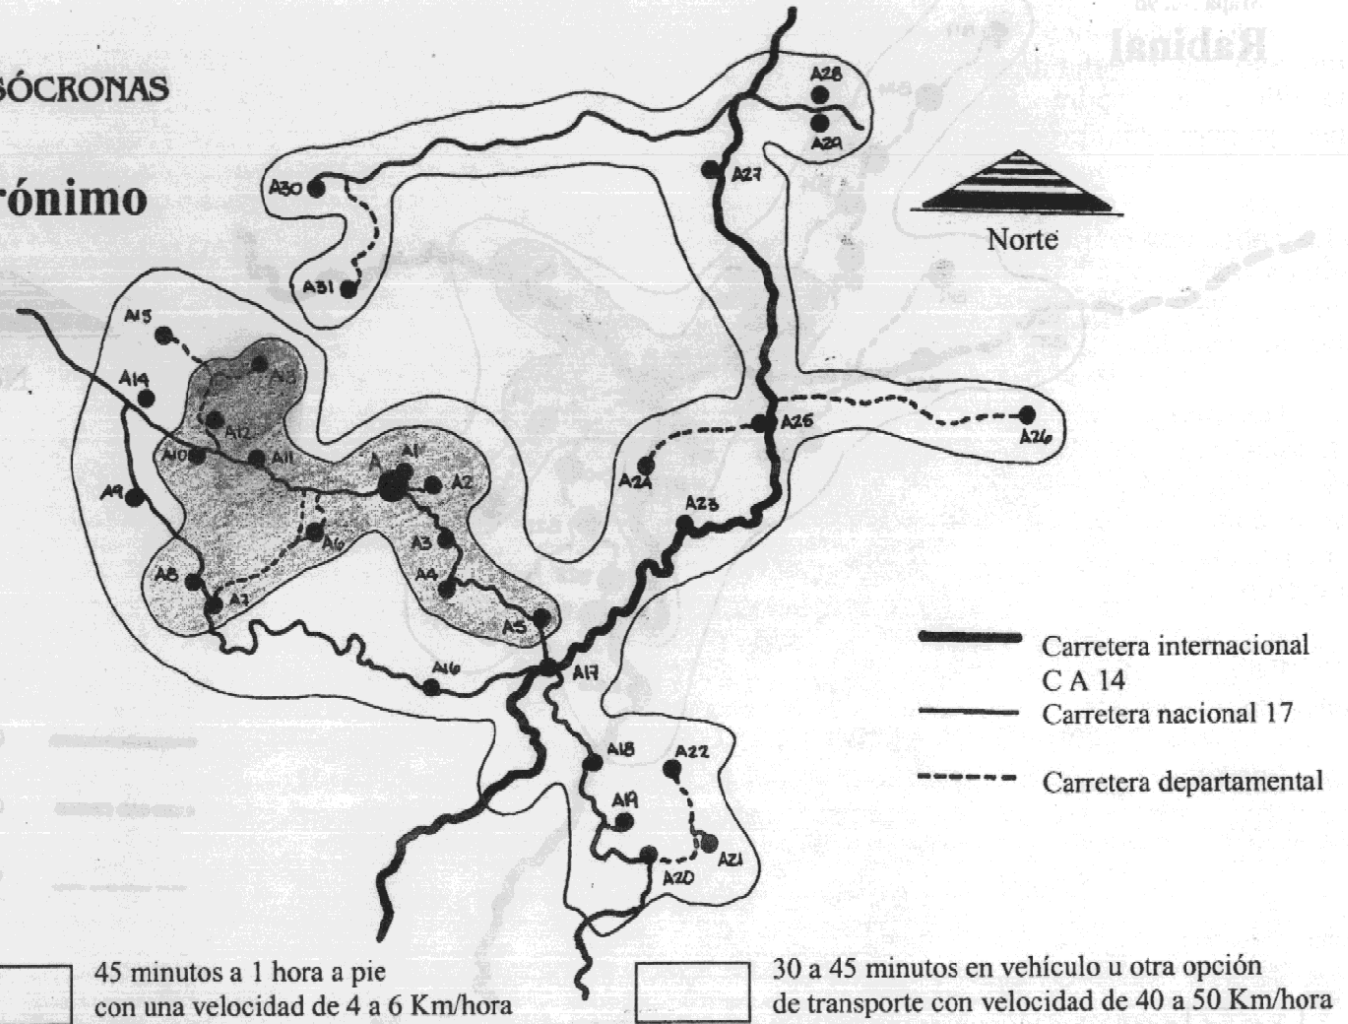 SÓCRONAS
rónimo
A28
A29
A27
A30
A31
Norte
A15
A14
A13
A12
A10
A11
A
A1
A2
A9
A3
A6
A4
A8
A7
A5
A16
A17
A25
A26
A24
A23
A18
A22
A19
A21
A20
Carretera internacional
C A 14
Carretera nacional 17
Carretera departamental
45 minutos a 1 hora a pie
con una velocidad de 4 a 6 Km/hora
30 a 45 minutos en vehículo u otra opción
de transporte con velocidad de 40 a 50 Km/hora
Rabinal